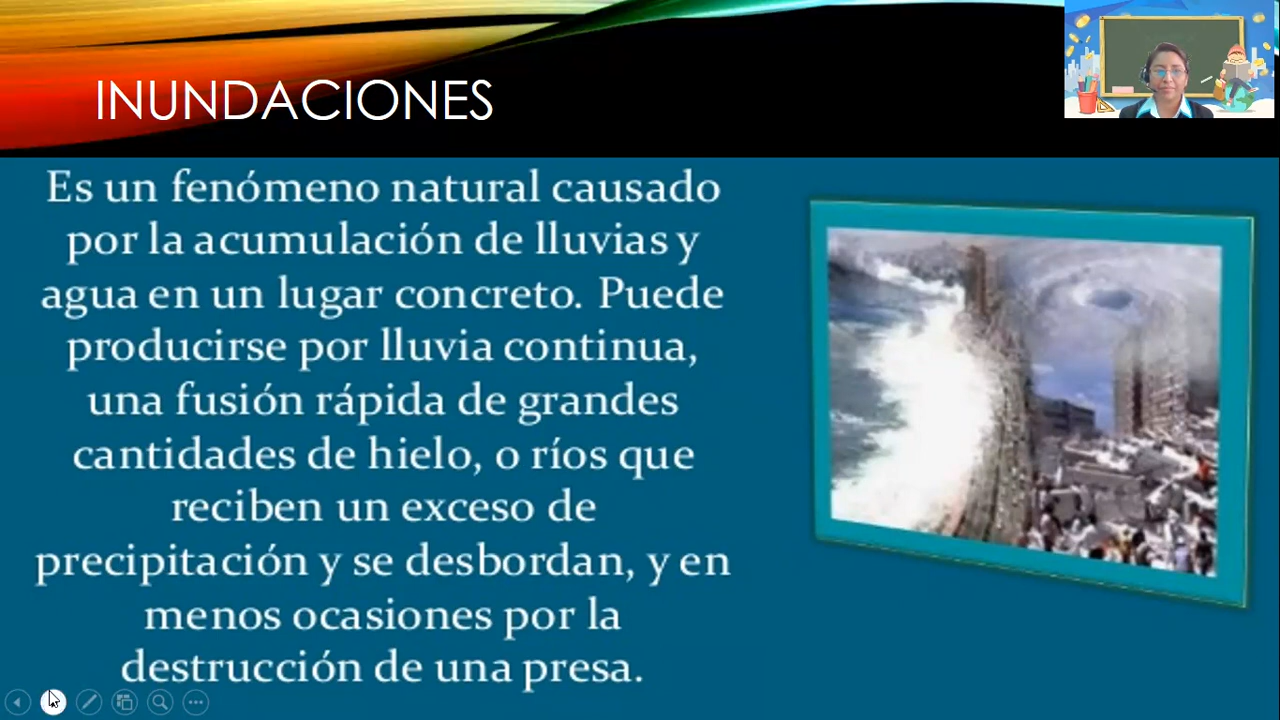 INUNDACIONES
Es un fenómeno natural causado
por la acumulación de lluvias y
agua en un lugar concreto. Puede
producirse por lluvia continua,
una fusión rápida de grandes
cantidades de hielo, o ríos que
reciben un exceso de
precipitación y se desbordan, y en
menos ocasiones por la
destrucción de una presa.